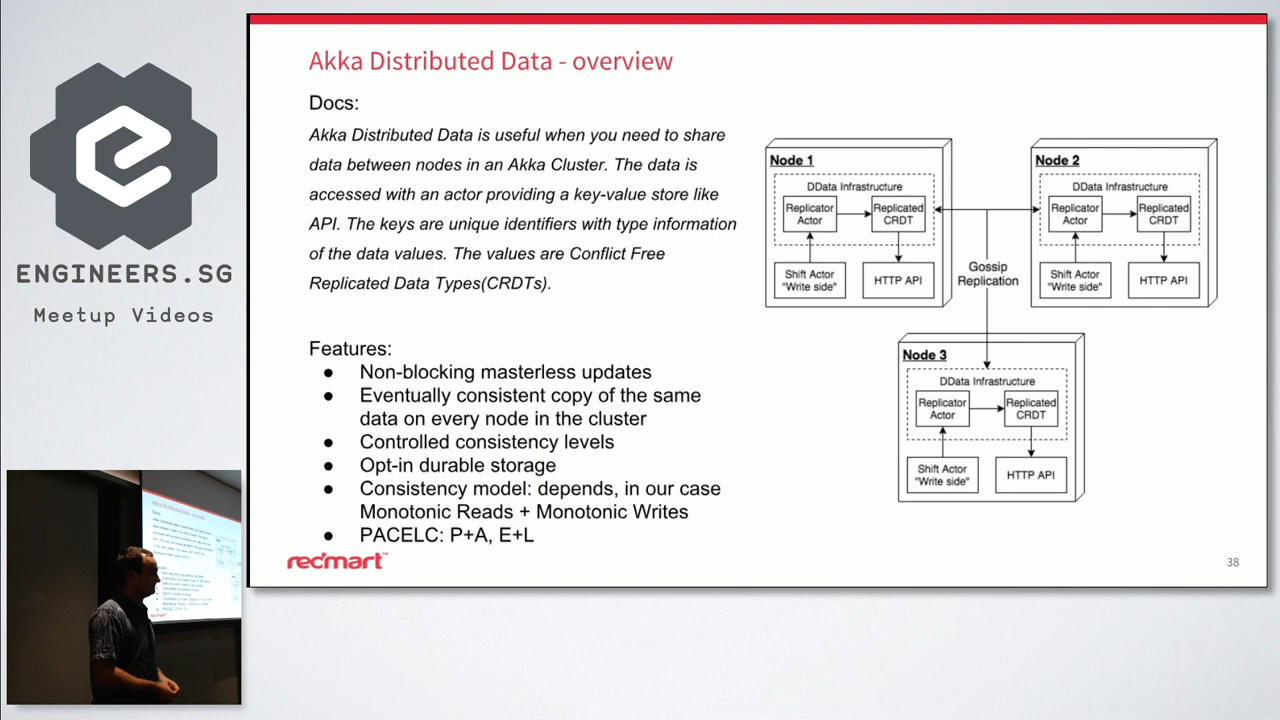 ENGINEERS.SG
Meetup Videos
Akka Distributed Data - overview
Docs:
Akka Distributed Data is useful when you need to share
data between nodes in an Akka Cluster. The data is
accessed with an actor providing a key-value store like
API. The keys are unique identifiers with type information
of the data values. The values are Conflict Free
Replicated Data Types(CRDTs).
Features:
● Non-blocking masterless updates
● Eventually consistent copy of the same
data on every node in the cluster
● Controlled consistency levels
● Opt-in durable storage
● Consistency model: depends, in our case
Monotonic Reads + Monotonic Writes
● PACELC: P+A, E+L
Node 1
DData Infrastructure
Replicator
Actor
Replicated
CRDT
Shift Actor
"Write side"
HTTP API
Gossip
Replication
Node 2
DData Infrastructure
Replicator
Actor
Replicated
CRDT
Shift Actor
"Write side"
HTTP API
Node 3
DData Infrastructure
Replicator
Actor
Replicated
CRDT
Shift Actor
"Write side"
HTTP API
redmart™
38